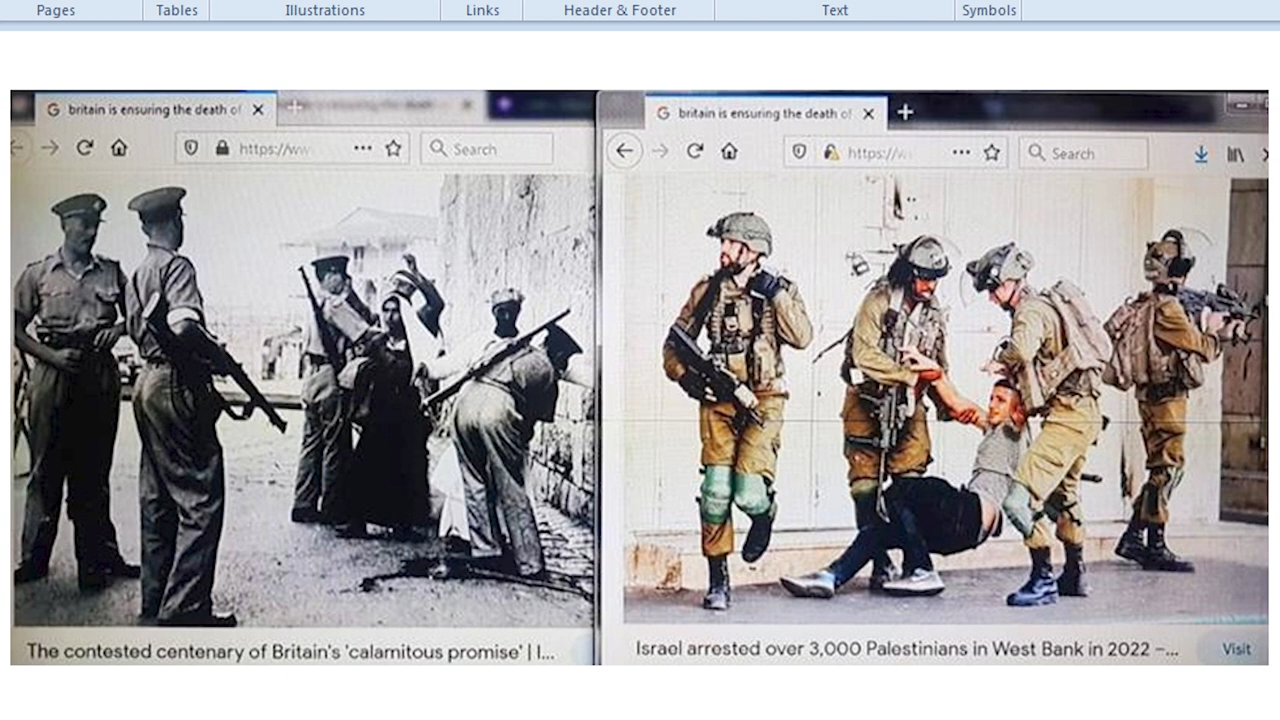 Pages Tables Illustrations Links Header & Footer Text Symbols
britain is ensuring the death of
https://ww
Search
The contested centenary of Britain's 'calamitous promise' | I...
britain is ensuring the death of
https://w
Search
Israel arrested over 3,000 Palestinians in West Bank in 2022 –...
Visit